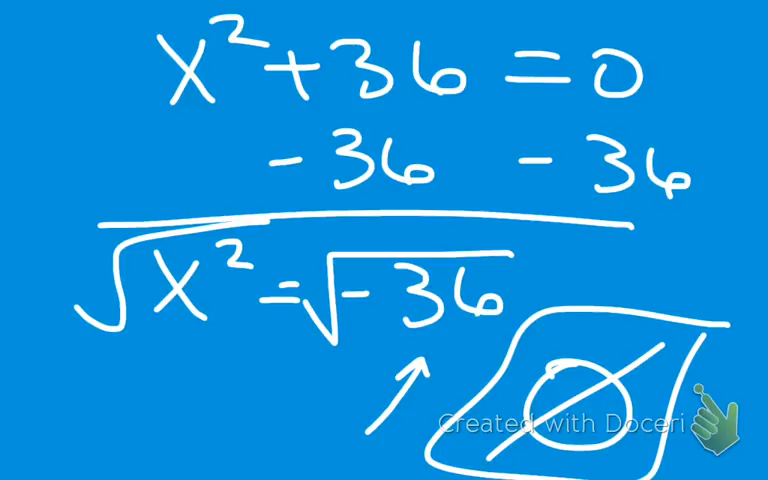 x² + 36 = 0
- 36 - 36
√x² = √-36
∅
Created with Doceri